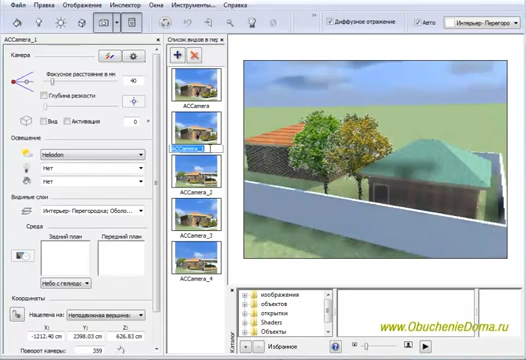 Файл Правка Отображение Инспектор Окна Инструменты... Справка
Диффузное отражение Авто Интерьер- Перегоро
ACCamera_1
Камера
Фокусное расстояние в мм
40
Глубина резкости
Вид Активация 0
Освещение
Heliodon
Нет
Нет
Видимые слои
Интерьер- Перегородка; Оболо...
Среда
Задний план Передний план
Небо с гелиодо
Координаты
Нацелена на: Неподвижная вершина
X: Y: Z:
-1212.40 cm 2398.03 cm 626.83 cm
Поворот камеры: 359
Список видов в пер
ACCamera
ACCamera_1
ACCamera_2
ACCamera_3
ACCamera_4
Каталог
изображения
объектов
открытки
Shaders
Объекты
Избранное
www.ObuchenieDoma.ru